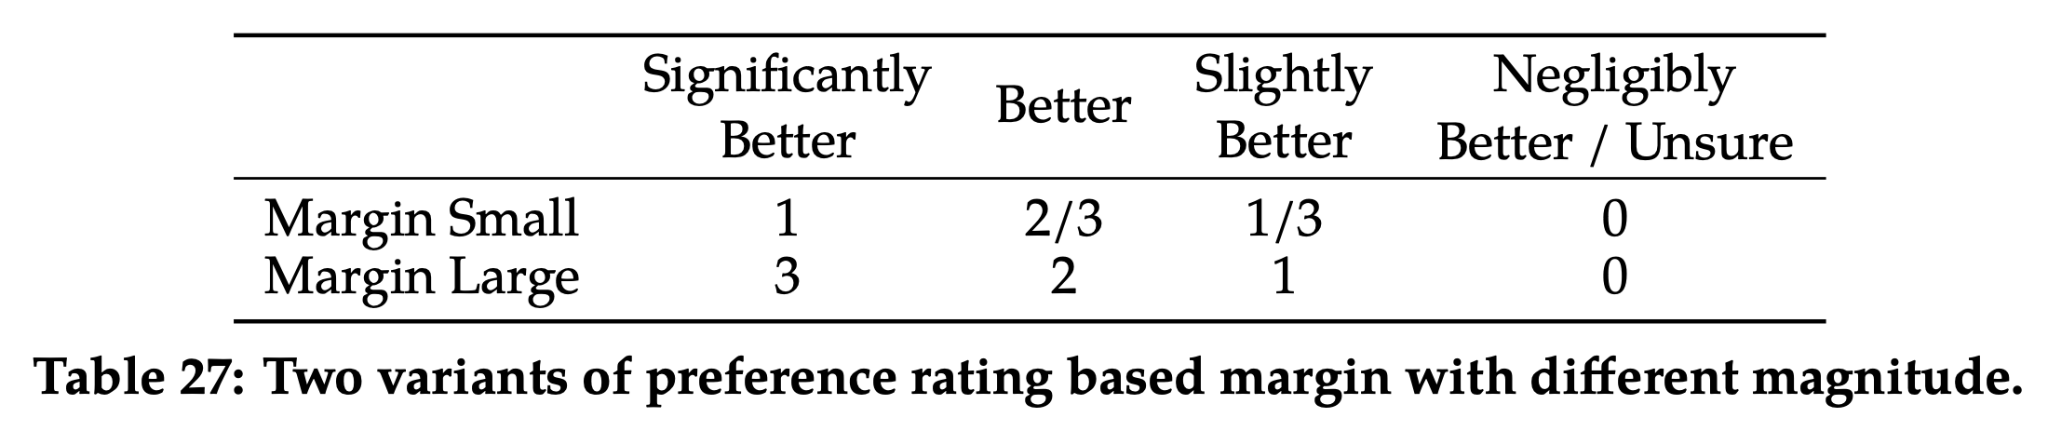 Significantly Better Better Slightly Better Negligibly Better / Unsure
Margin Small 1 2/3 1/3 0
Margin Large 3 2 1 0
Table 27: Two variants of preference rating based margin with different magnitude.